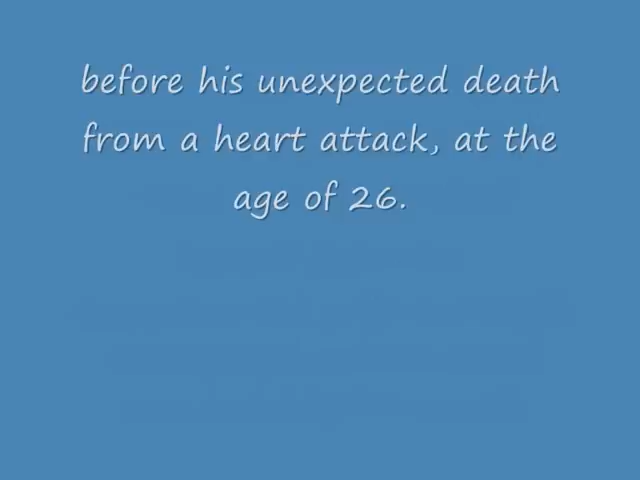 before his unexpected death
from a heart attack, at the
age of 26.